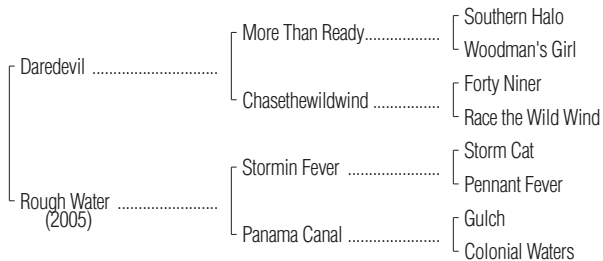 Daredevil ..............................
More Than Ready..................
Southern Halo
Woodman's Girl
Chasethewildwind ................
Forty Niner
Race the Wild Wind
Rough Water ........................
(2005)
Stormin Fever ......................
Storm Cat
Pennant Fever
Panama Canal ......................
Gulch
Colonial Waters